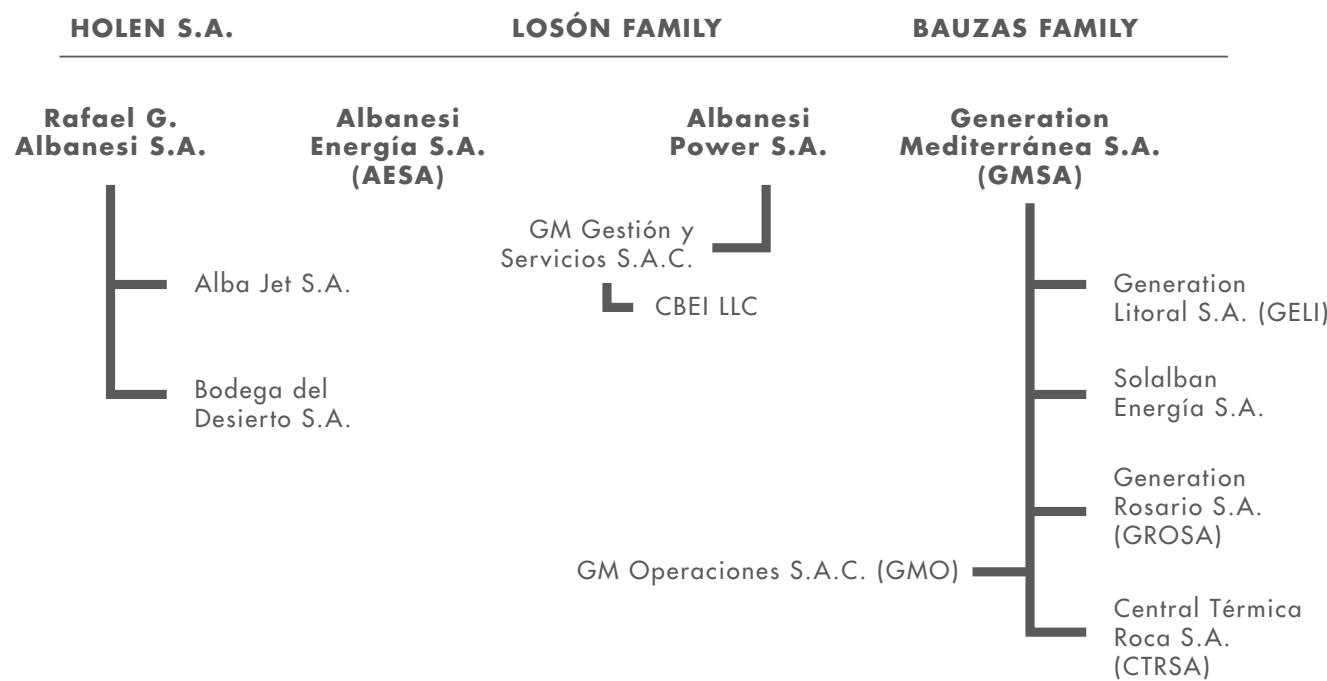 HOLEN S.A.
LOSÓN FAMILY
BAUZAS FAMILY
Rafael G.
Albanesi S.A.
Albanesi
Energía S.A.
(AESA)
Albanesi
Power S.A.
Generation
Mediterránea S.A.
(GMSA)
Alba Jet S.A.
Bodega del
Desierto S.A.
GM Gestión y
Servicios S.A.C.
CBEI LLC
Generation
Litoral S.A. (GELI)
Solalban
Energía S.A.
Generation
Rosario S.A.
(GROSA)
GM Operaciones S.A.C. (GMO)
Central Térmica
Roca S.A.
(CTRSA)